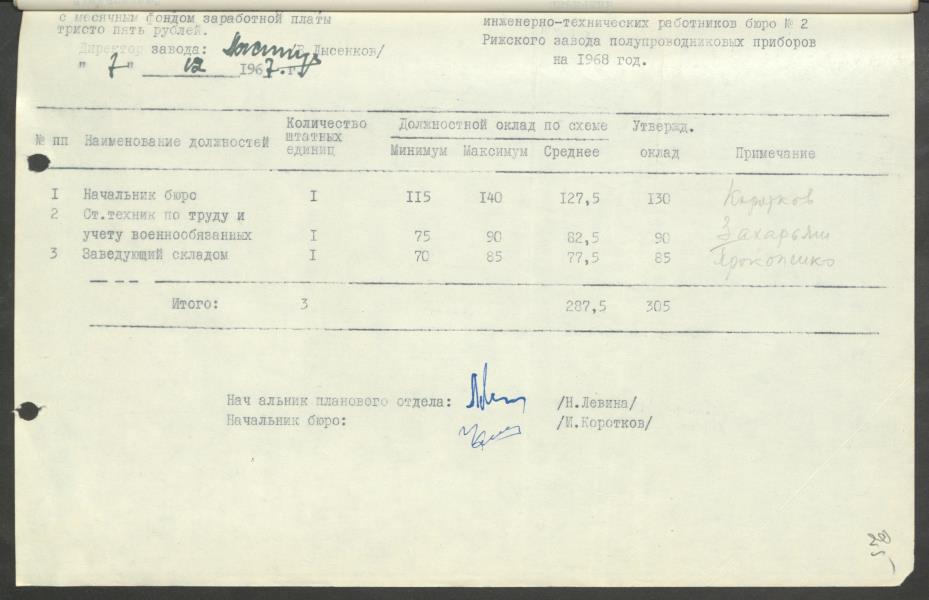 с месячным фондом заработной платы
тристо пять рублей.
Директор завода: /В.Лысенков/
" 7 " 12 1967 г.
инженерно-технических работников бюро № 2
Рижского завода полупроводниковых приборов
на 1968 год.
№ пп Наименование должностей Количество штатных единиц Должностной оклад по схеме Утвержд. оклад Примечание
Минимум Максимум Среднее
I Начальник бюро I II5 I40 I27,5 I30 Коротков
2 Ст.техник по труду и
учету военнообязанных I 75 90 82,5 90 Захарьян
3 Заведующий складом I 70 85 77,5 85 Прокопенко
Итого: 3 287,5 305
Нач альник планового отдела: /Н.Левина/
Начальник бюро: /И.Коротков/